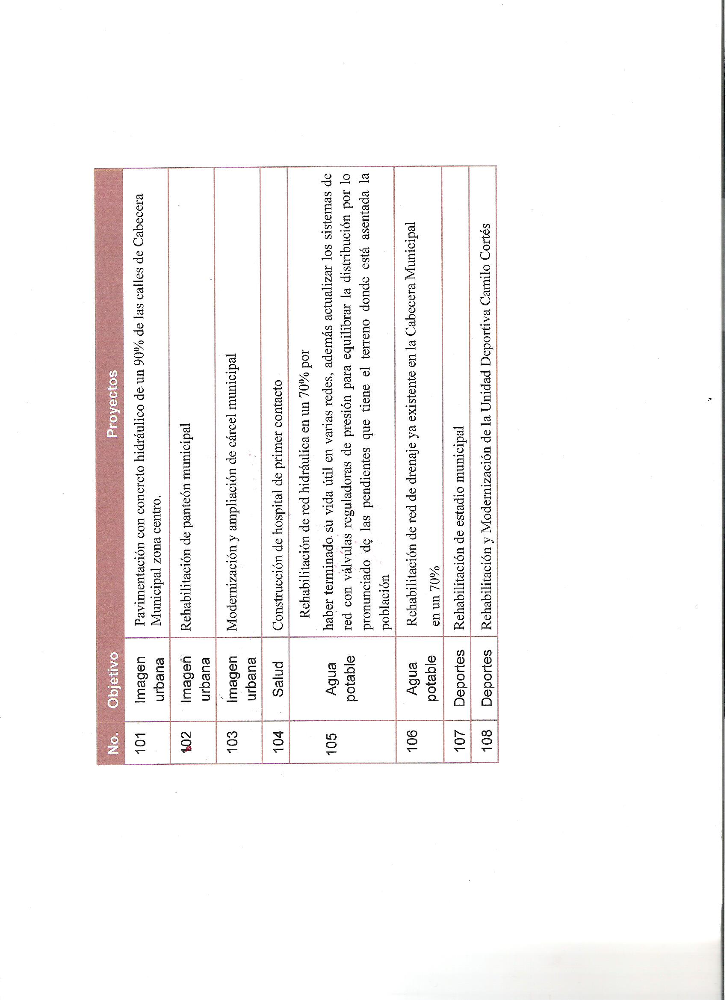 No. Objetivo Proyectos
101 Imagen urbana Pavimentación con concreto hidráulico de un 90% de las calles de Cabecera
Municipal zona centro.
102 Imagen urbana Rehabilitación de panteón municipal
103 Imagen urbana Modernización y ampliación de cárcel municipal
104 Salud Construcción de hospital de primer contacto
105 Agua potable Rehabilitación de red hidráulica en un 70% por
haber terminado su vida útil en varias redes, además actualizar los sistemas de
red con válvulas reguladoras de presión para equilibrar la distribución por lo
pronunciado de las pendientes que tiene el terreno donde está asentada la
población
106 Agua potable Rehabilitación de red de drenaje ya existente en la Cabecera Municipal
en un 70%
107 Deportes Rehabilitación de estadio municipal
108 Deportes Rehabilitación y Modernización de la Unidad Deportiva Camilo Cortés